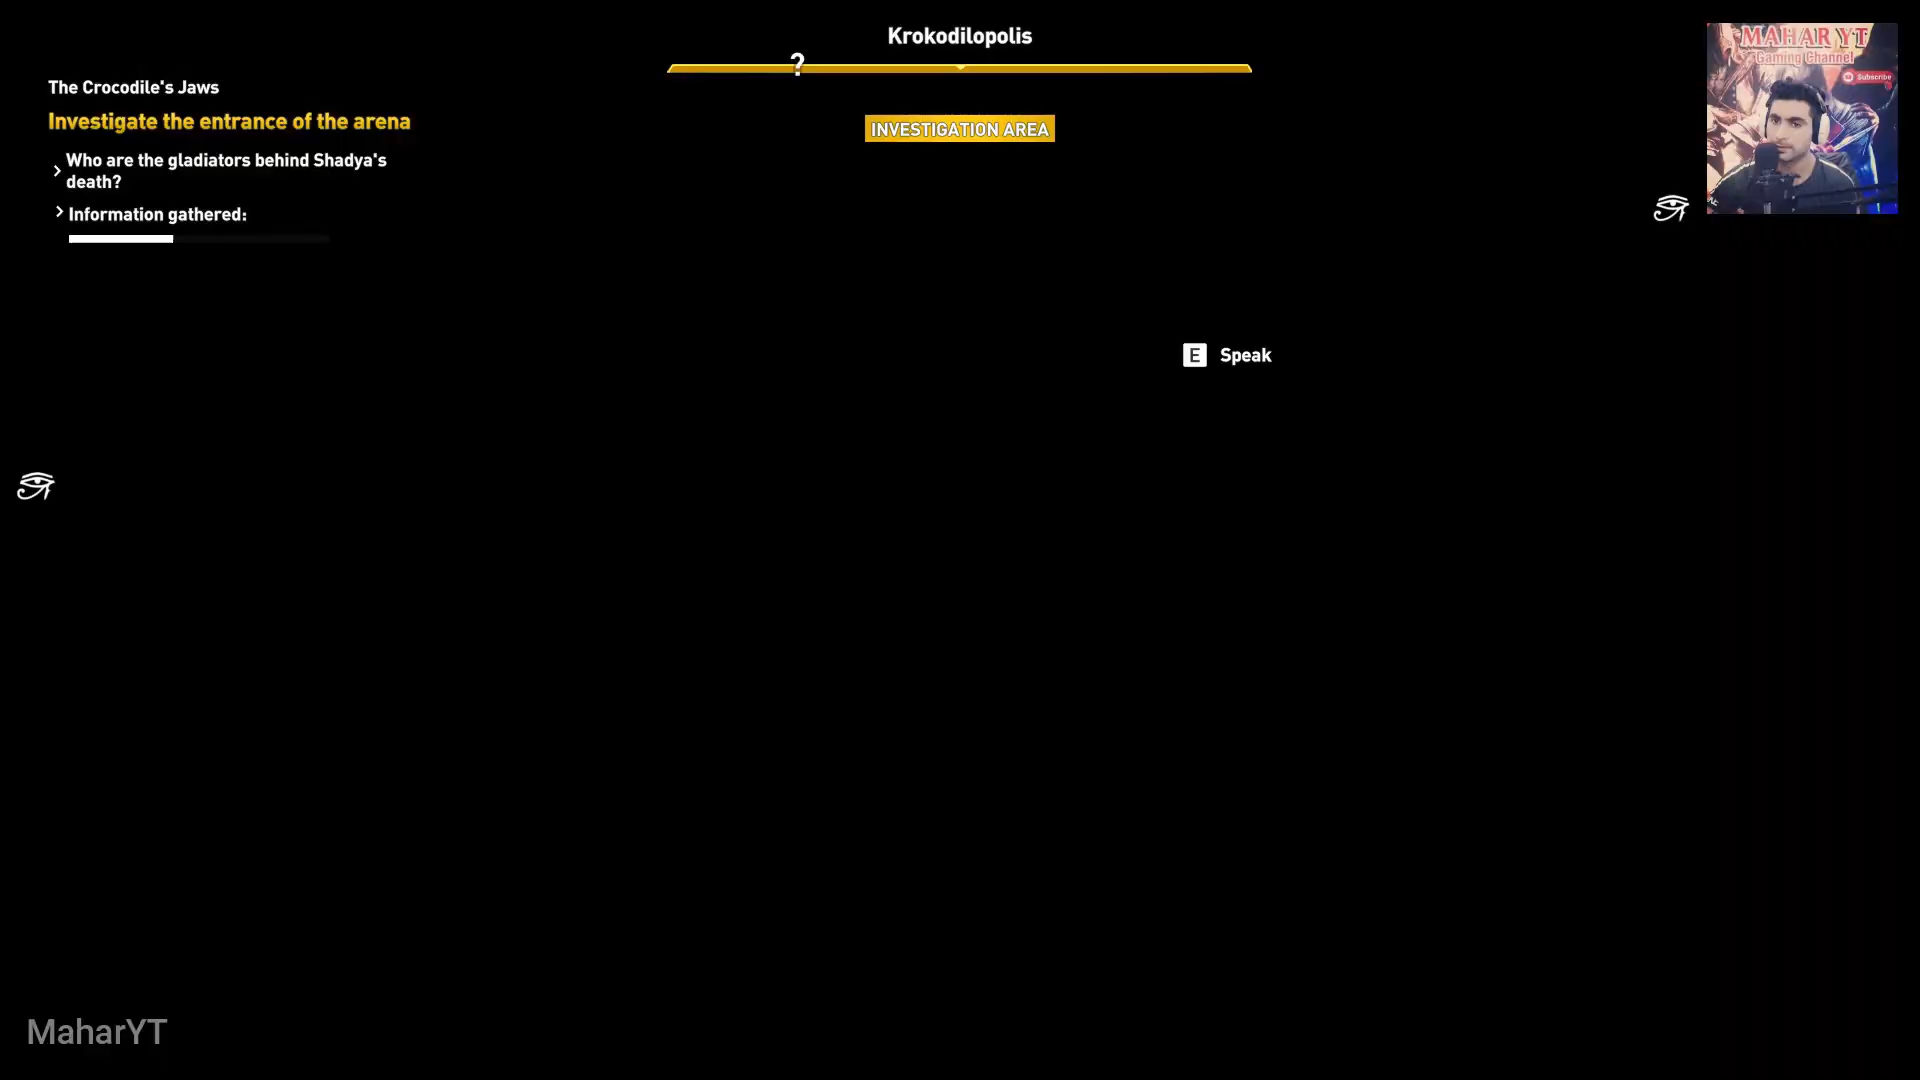 Krokodilopolis
?
The Crocodile's Jaws
Investigate the entrance of the arena
Who are the gladiators behind Shadya's
death?
Information gathered:
INVESTIGATION AREA
MAHAR YT
Gaming Channel
Subscribe
E Speak
MaharYT